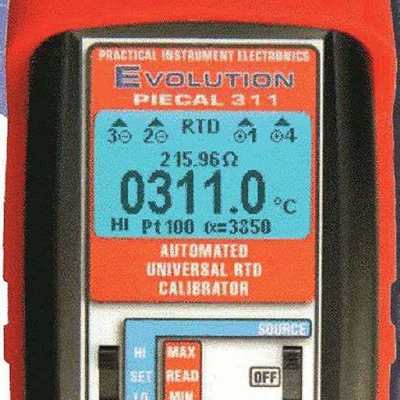 PRACTICAL INSTRUMENT ELECTRONICS
EVOLUTION
PIECAL 311
3⊖ 2⊖ RTD ⊕1 ⊕4
215.96Ω
0311.0 °C
HI Pt100 α=3850
AUTOMATED
UNIVERSAL RTD
CALIBRATOR
SOURCE
HI MAX
SET READ OFF
LO MIN